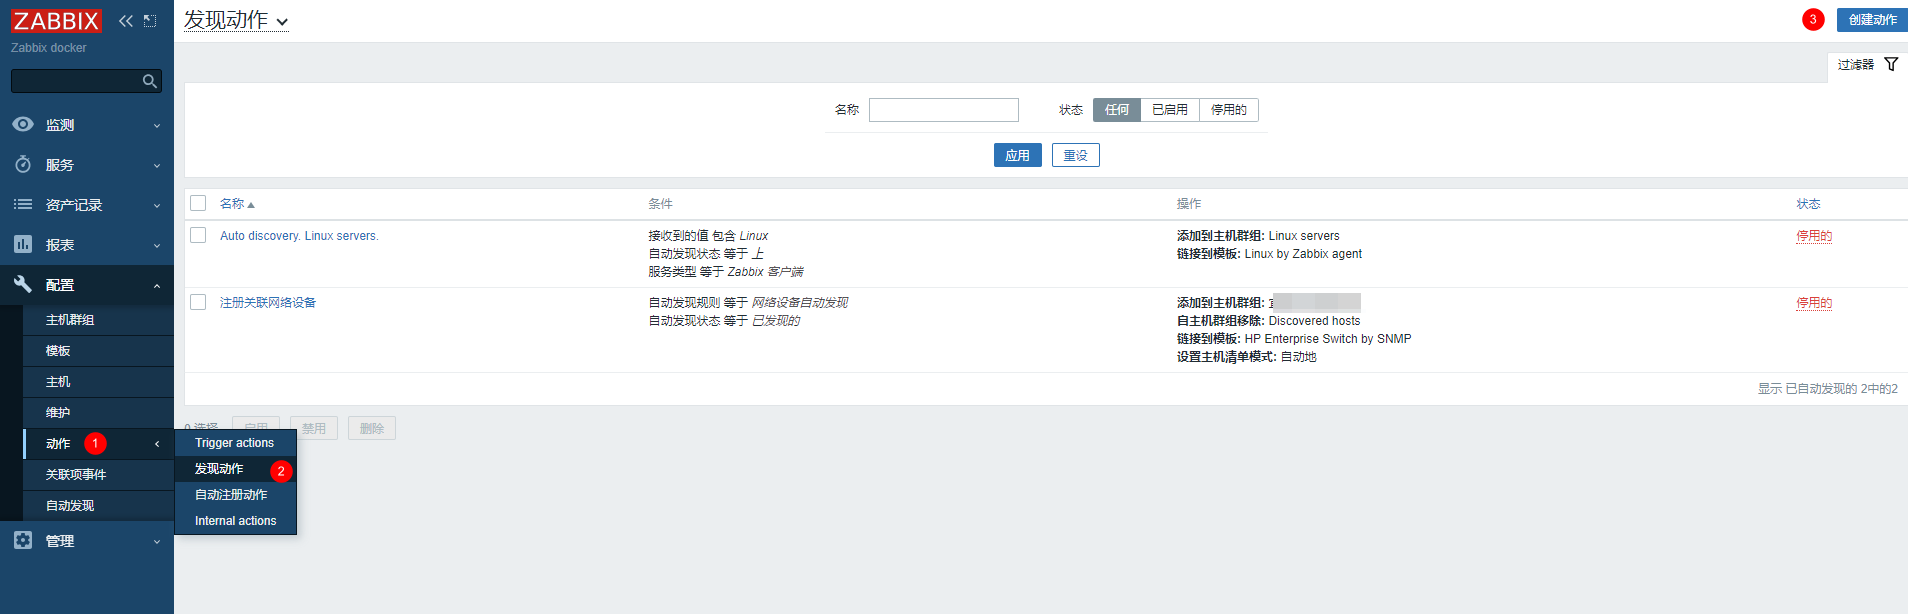 ZABBIX
Zabbix docker
监测
服务
资产记录
报表
配置
主机群组
模板
主机
维护
动作 1
关联项事件
自动发现
管理
Trigger actions
发现动作 2
自动注册动作
Internal actions
发现动作
3 创建动作
过滤器
名称 状态 任何 已启用 停用的
应用 重设
名称 条件 操作 状态
Auto discovery. Linux servers. 接收到的值 包含 Linux 添加到主机群组: Linux servers 停用的
自动发现状态 等于 上 链接到模板: Linux by Zabbix agent
服务类型 等于 Zabbix 客户端
注册关联网络设备 自动发现规则 等于 网络设备自动发现 添加到主机群组: 停用的
自动发现状态 等于 已发现的 自主机群组移除: Discovered hosts
链接到模板: HP Enterprise Switch by SNMP
设置主机清单模式: 自动地
显示 已自动发现的 2中的2
0 选择 启用 禁用 删除